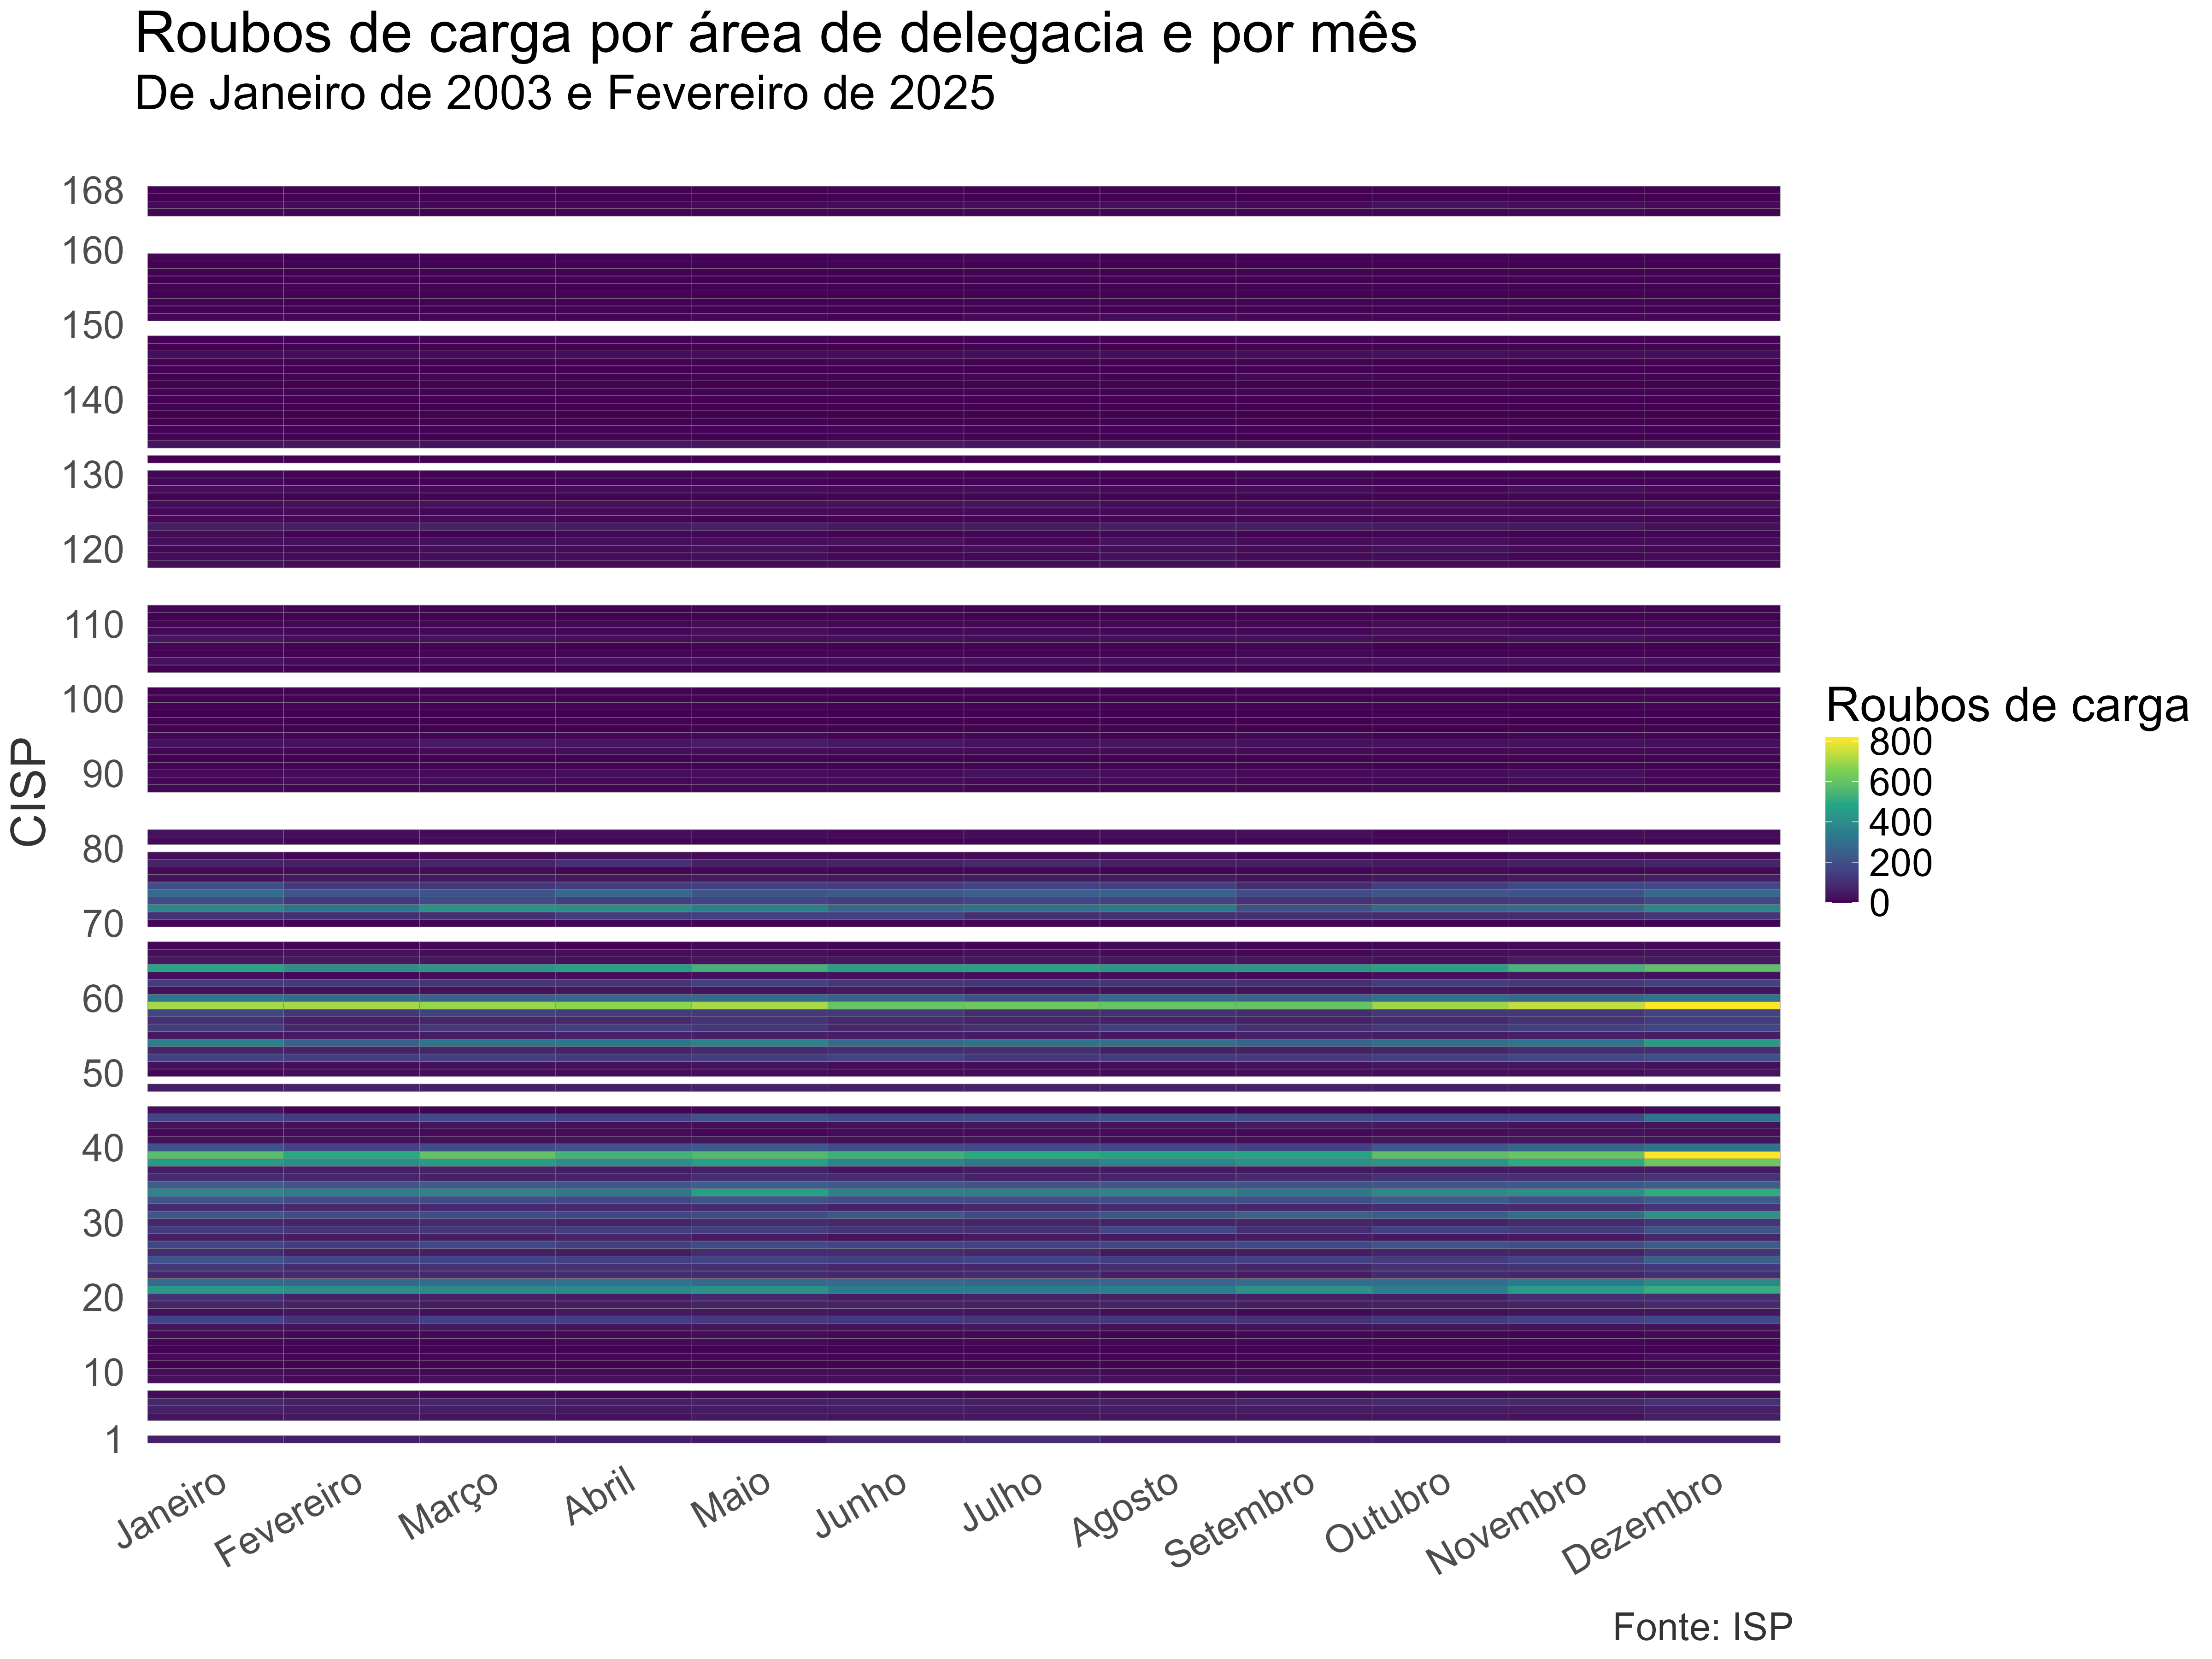 Roubos de carga por área de delegacia e por mês
De Janeiro de 2003 e Fevereiro de 2025
168
160
150
140
130
120
110
100
90
80
70
60
50
40
30
20
10
1
CISP
Janeiro
Fevereiro
Março
Abril
Maio
Junho
Julho
Agosto
Setembro
Outubro
Novembro
Dezembro
Roubos de carga
800
600
400
200
0
Fonte: ISP